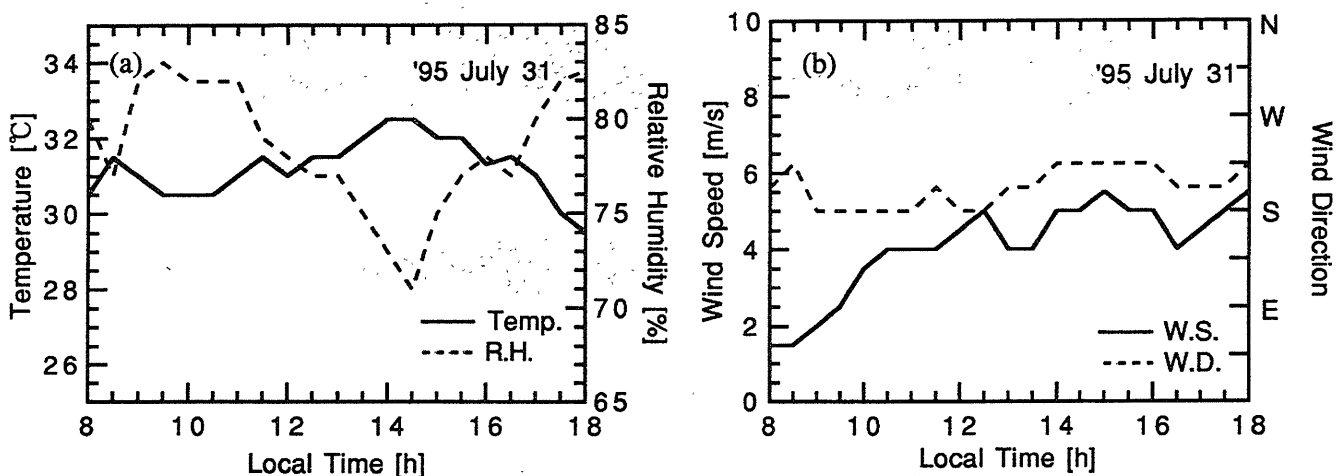 (a)
'95 July 31
Temperature [℃]
34
32
30
28
26
85
80
75
70
65
Relative Humidity [%]
Temp.
R.H.
8
10
12
14
16
18
Local Time [h]
(b)
'95 July 31
Wind Speed [m/s]
10
8
6
4
2
0
N
W
S
E
Wind Direction
W.S.
W.D.
8
10
12
14
16
18
Local Time [h]